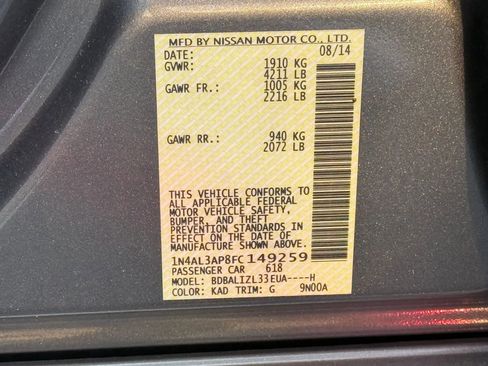 MFD BY NISSAN MOTOR CO., LTD.
DATE: 08/14
GVWR: 1910 KG
4211 LB
GAWR FR: 1005 KG
2216 LB
GAWR RR: 940 KG
2072 LB
THIS VEHICLE CONFORMS TO
ALL APPLICABLE FEDERAL
MOTOR VEHICLE SAFETY,
BUMPER, AND THEFT
PREVENTION STANDARDS IN
EFFECT ON THE DATE OF
MANUFACTURE SHOWN ABOVE.
1N4AL3AP8FC149259
PASSENGER CAR 618
MODEL: BDBALIZL33EUA----H
COLOR: KAD TRIM: G 9N00A